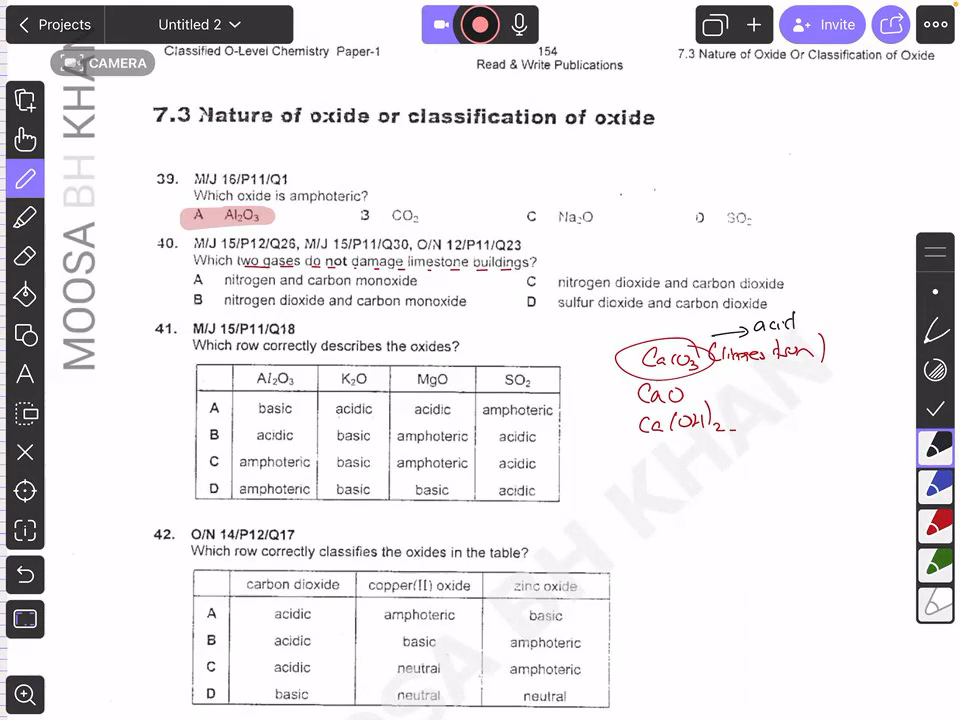 Projects
Untitled 2
Invite
Classified O-Level Chemistry Paper-1
154
Read & Write Publications
7.3 Nature of Oxide Or Classification of Oxide
CAMERA
MOOSA BH KHAN
7.3 Nature of oxide or classification of oxide
39. M/J 16/P11/Q1
Which oxide is amphoteric?
A Al₂O₃ B CO₂ C Na₂O D SO₂
40. M/J 15/P12/Q26, M/J 15/P11/Q30, O/N 12/P11/Q23
Which two gases do not damage limestone buildings?
A nitrogen and carbon monoxide C nitrogen dioxide and carbon dioxide
B nitrogen dioxide and carbon monoxide D sulfur dioxide and carbon dioxide
41. M/J 15/P11/Q18
Which row correctly describes the oxides?
Al₂O₃ K₂O MgO SO₂
A basic acidic acidic amphoteric
B acidic basic amphoteric acidic
C amphoteric basic amphoteric acidic
D amphoteric basic basic acidic
→ acid
CaCO₃
CaO
Ca(OH)₂
42. O/N 14/P12/Q17
Which row correctly classifies the oxides in the table?
carbon dioxide copper(II) oxide zinc oxide
A acidic amphoteric basic
B acidic basic amphoteric
C acidic neutral amphoteric
D basic neutral neutral
MOOSA BH KHAN